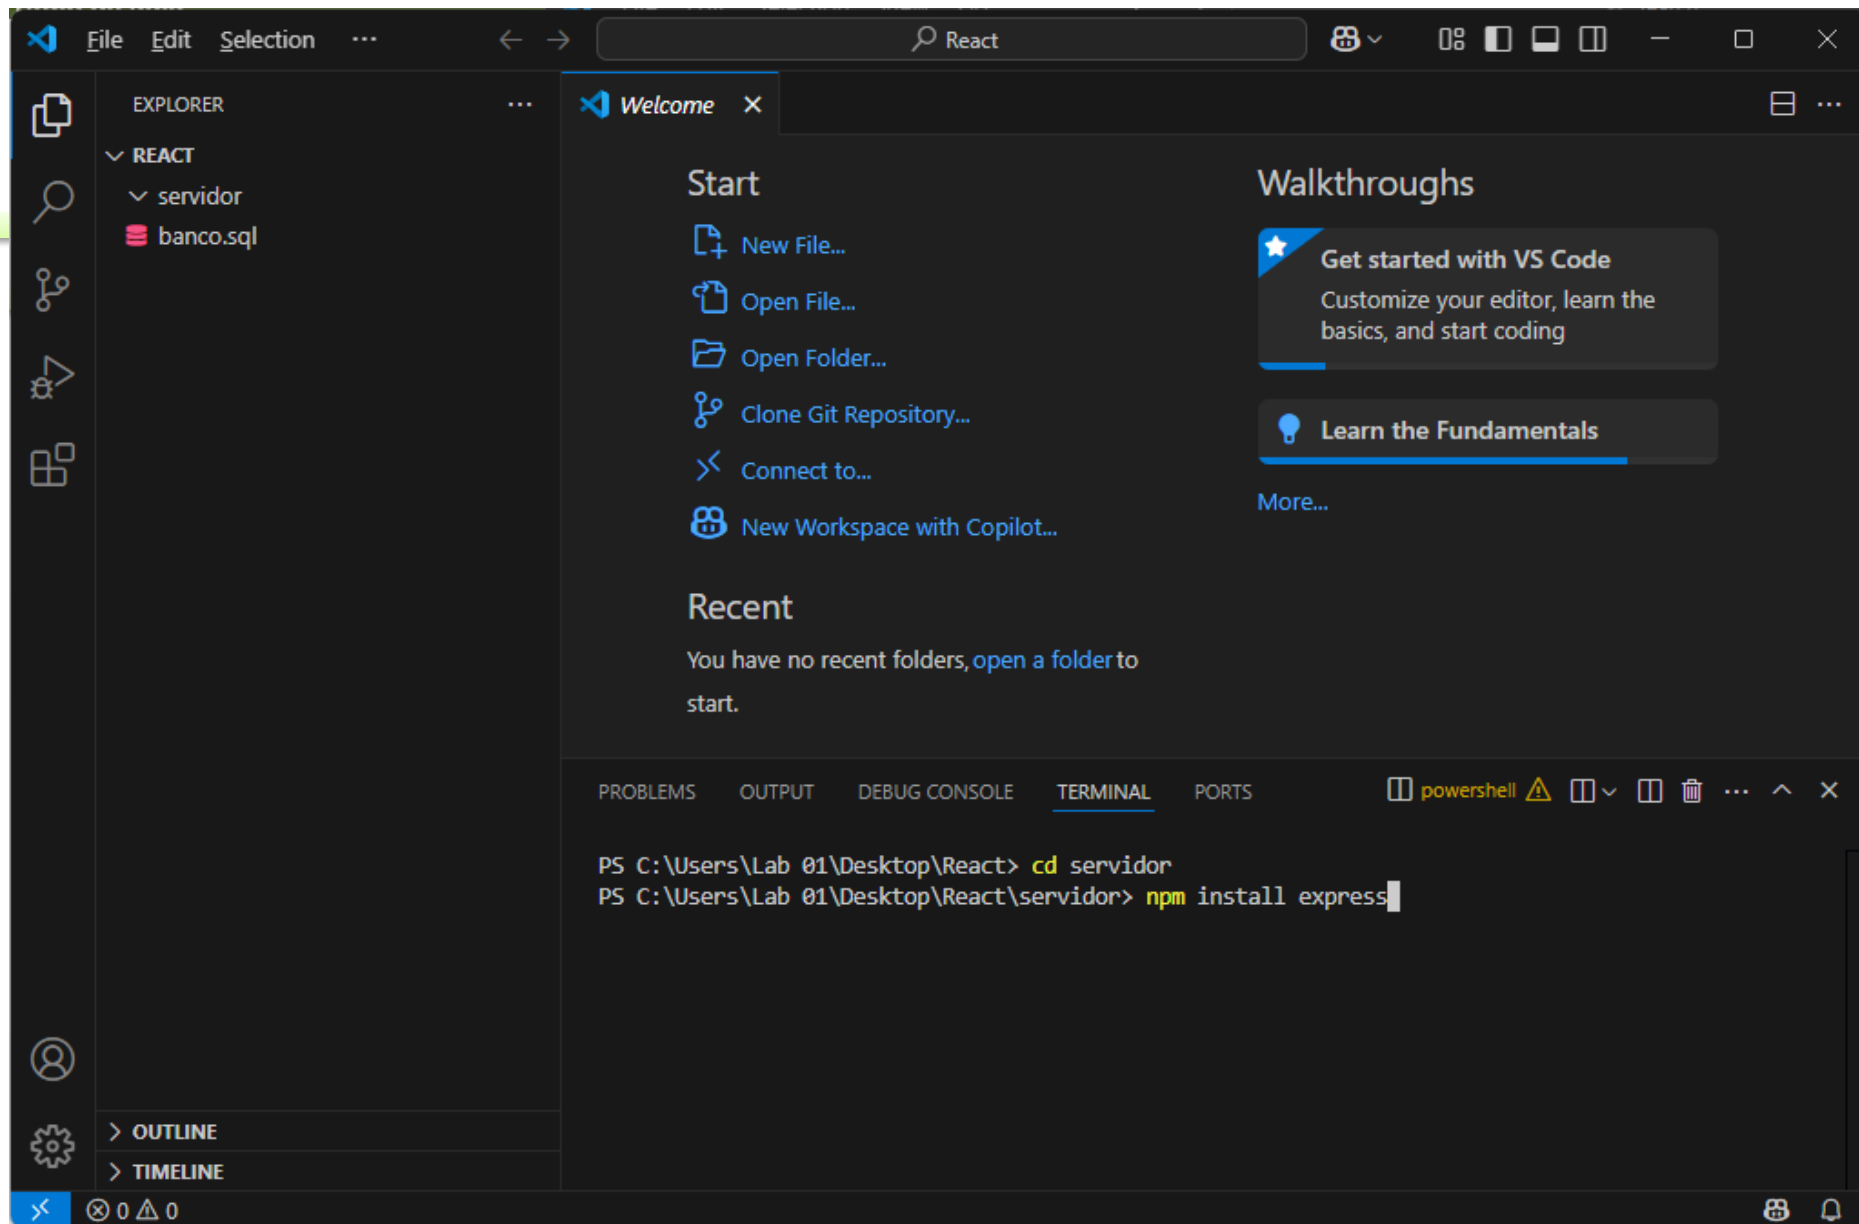 File Edit Selection ···
React
EXPLORER ···
REACT
servidor
banco.sql
Welcome
Start
New File...
Open File...
Open Folder...
Clone Git Repository...
Connect to...
New Workspace with Copilot...
Recent
You have no recent folders, open a folder to
start.
Walkthroughs
Get started with VS Code
Customize your editor, learn the
basics, and start coding
Learn the Fundamentals
More...
PROBLEMS OUTPUT DEBUG CONSOLE TERMINAL PORTS powershell
PS C:\Users\Lab 01\Desktop\React> cd servidor
PS C:\Users\Lab 01\Desktop\React\servidor> npm install express
OUTLINE
TIMELINE
0 0